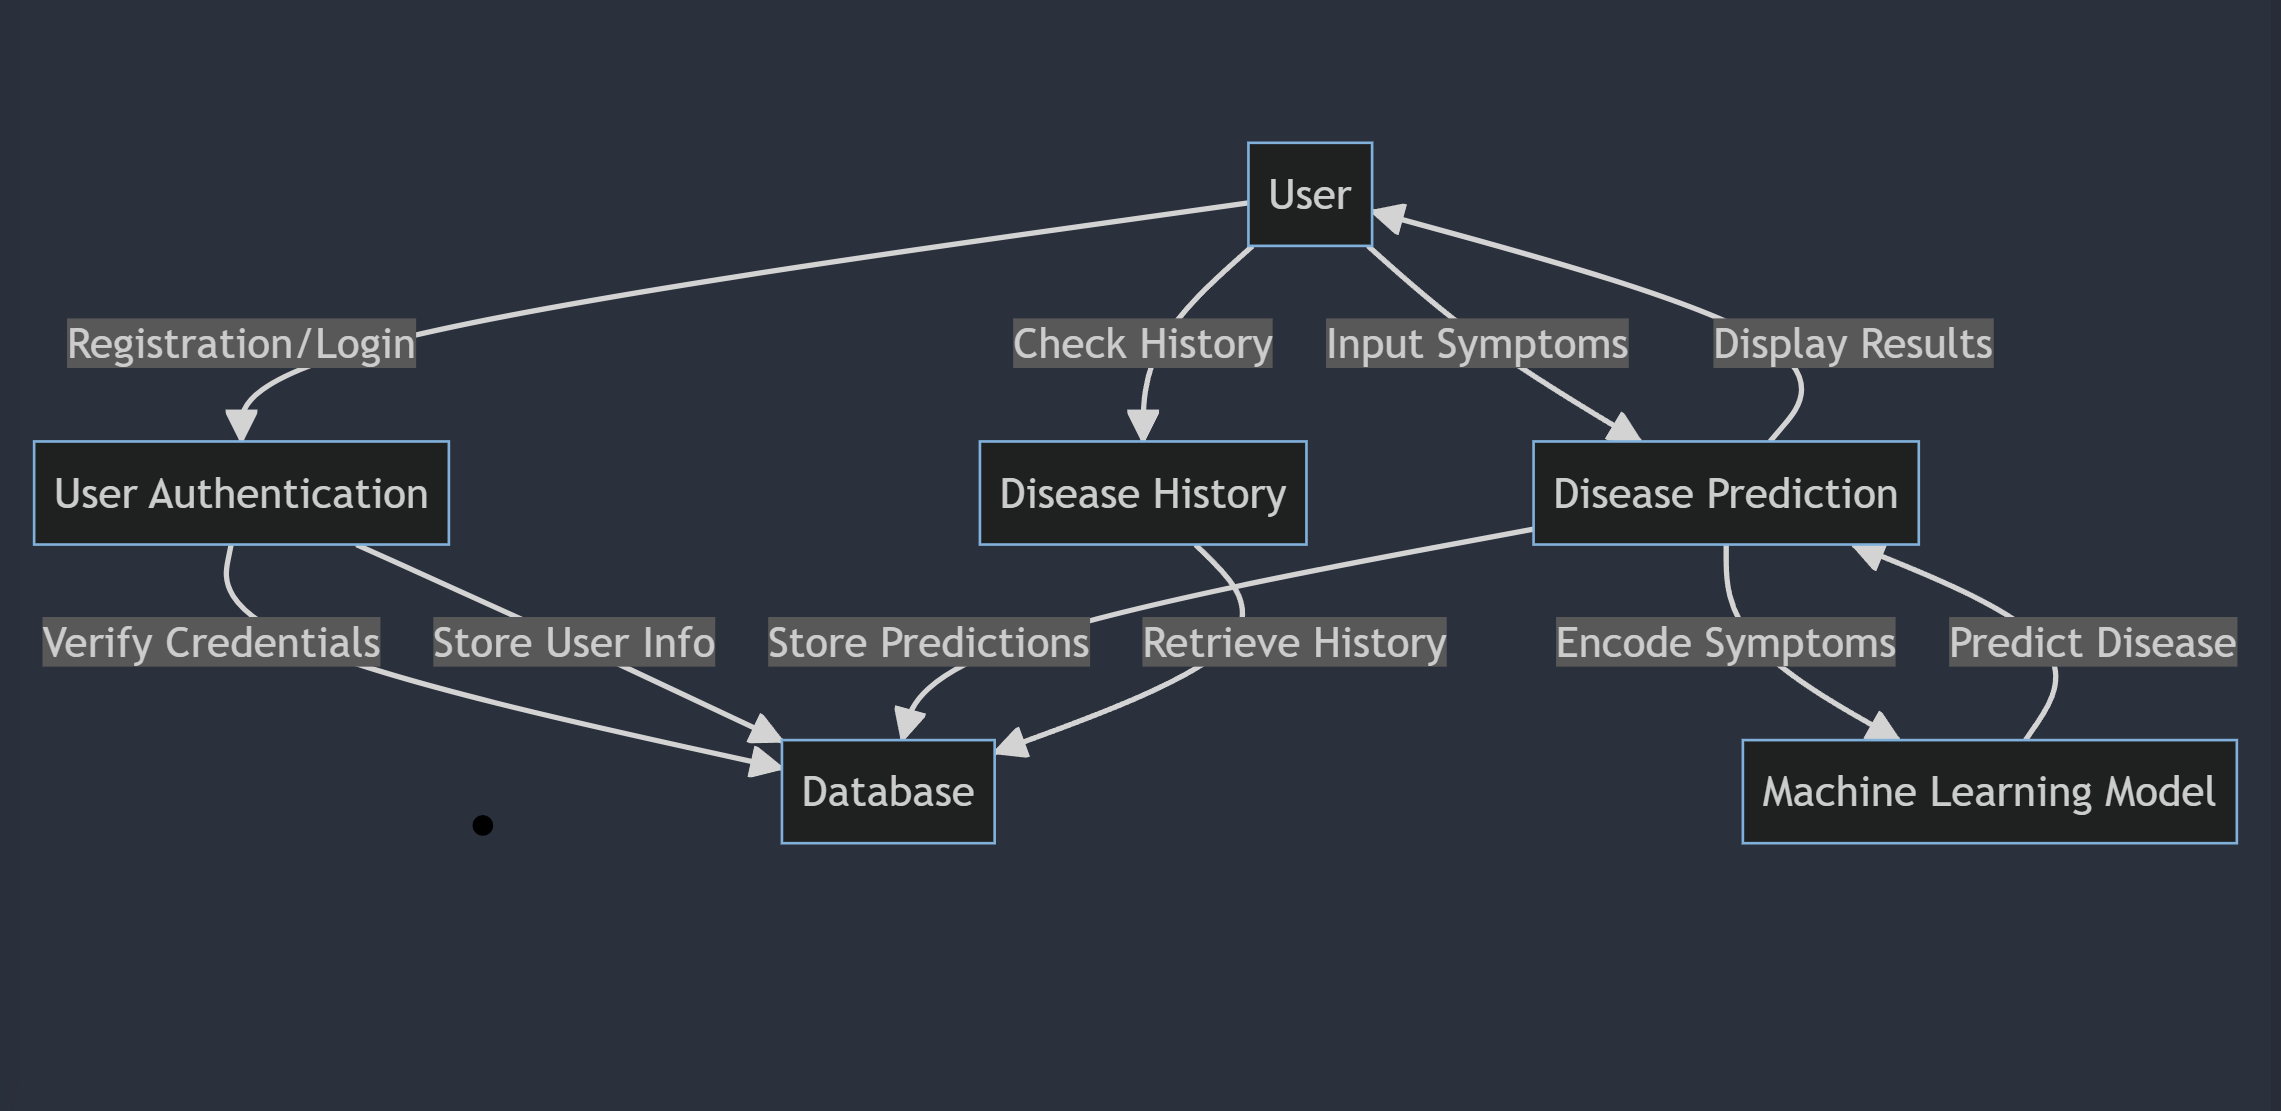 User
Registration/Login
Check History
Input Symptoms
Display Results
User Authentication
Disease History
Disease Prediction
Verify Credentials
Store User Info
Store Predictions
Retrieve History
Encode Symptoms
Predict Disease
Database
Machine Learning Model